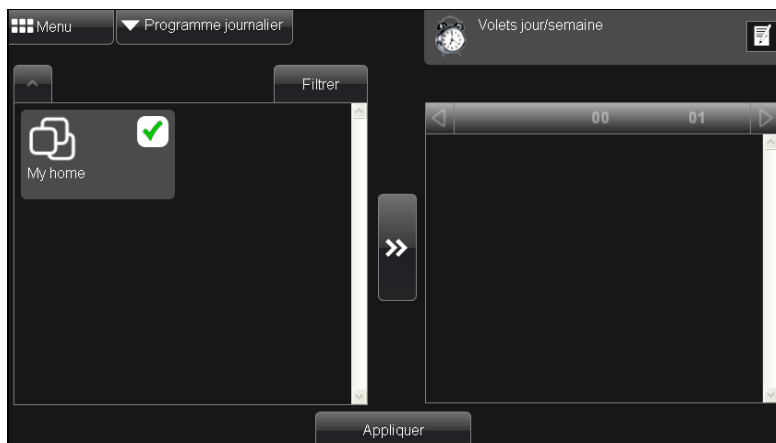 Menu
Programme journalier
Volets jour/semaine
Filtrer
00 01
My home
Appliquer